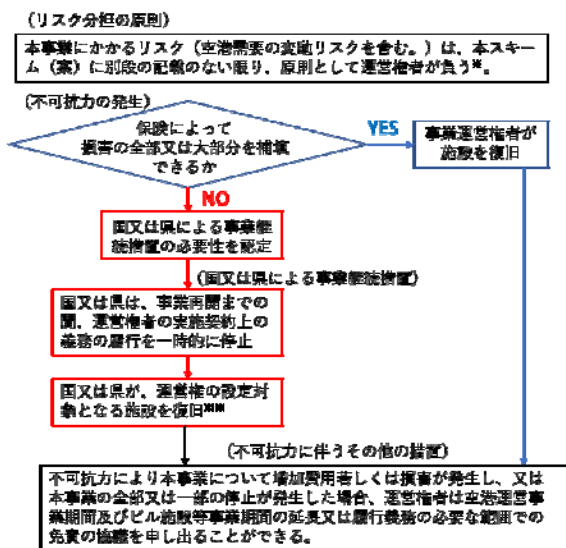 (リスク分担の原則)
本事業にかかるリスク(空港需要の変動リスクを含む。)は、本スキー
ム(案)に別段の記載のない限り、原則として運営権者が負う※。
(不可抗力の発生)
保険によって
損害の全部又は大部分を補填
できるか
YES
事業運営権者が
施設を復旧
NO
国又は県による事業継
続措置の必要性を認定
(国又は県による事業継続措置)
国又は県は、事業再開までの
間、運営権者の実施契約上の
義務の履行を一時的に停止
国又は県が、運営権の設定対
象となる施設を復旧※※
(不可抗力に伴うその他の措置)
不可抗力により本事業について増加費用若しくは損害が発生し、又は
本事業の全部又は一部の停止が発生した場合、運営権者は空港運営事
業期間及びビル施設等事業期間の延長又は履行義務の必要な範囲での
免責の協議を申し出ることができる。